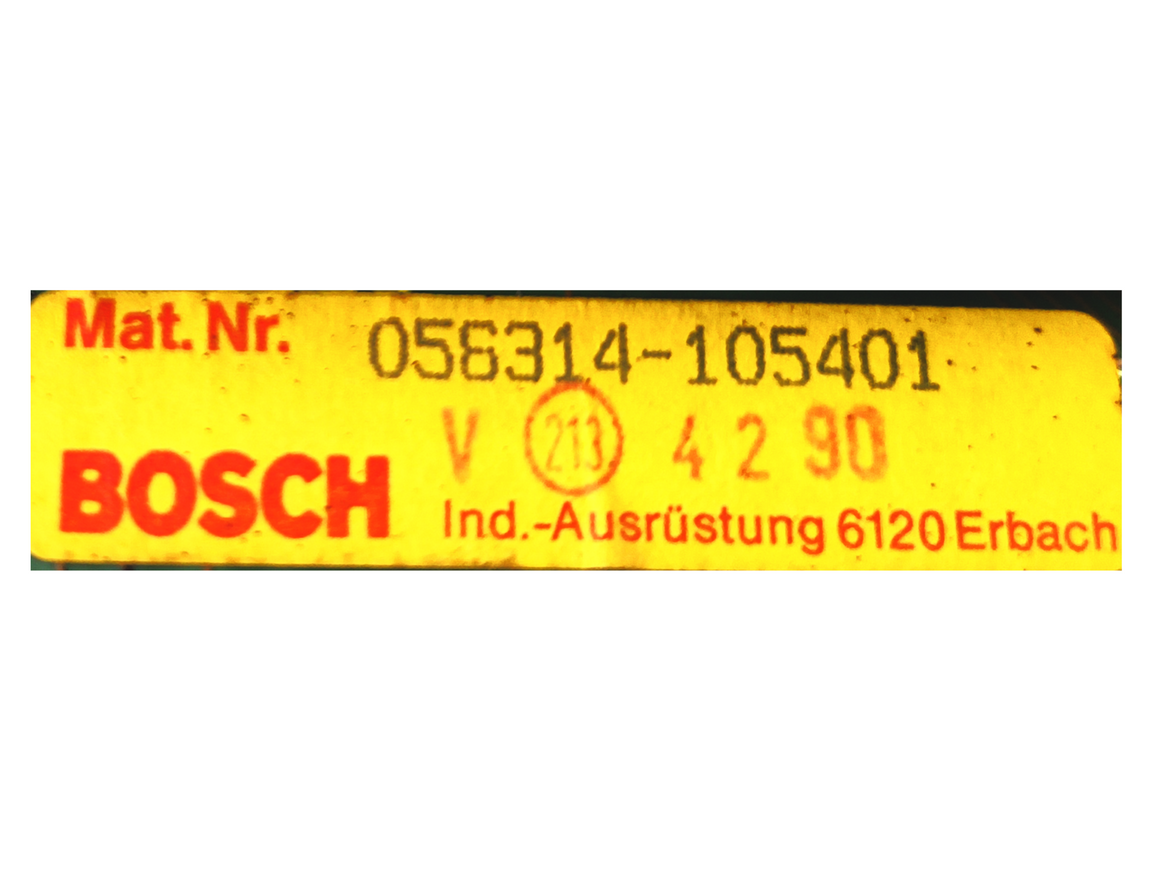 Mat. Nr. 056314-105401
V 213 4 2 90
BOSCH
Ind.-Ausrüstung 6120 Erbach